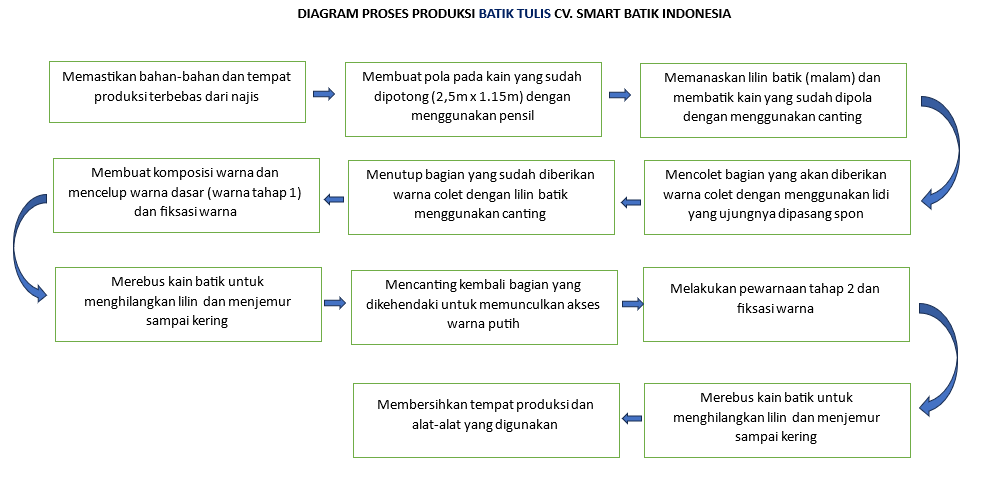 DIAGRAM PROSES PRODUKSI BATIK TULIS CV. SMART BATIK INDONESIA
Memastikan bahan-bahan dan tempat
produksi terbebas dari najis
Membuat pola pada kain yang sudah
dipotong (2,5m x 1.15m) dengan
menggunakan pensil
Memanaskan lilin batik (malam) dan
membatik kain yang sudah dipola
dengan menggunakan canting
Mencolet bagian yang akan diberikan
warna colet dengan menggunakan lidi
yang ujungnya dipasang spon
Menutup bagian yang sudah diberikan
warna colet dengan lilin batik
menggunakan canting
Membuat komposisi warna dan
mencelup warna dasar (warna tahap 1)
dan fiksasi warna
Merebus kain batik untuk
menghilangkan lilin dan menjemur
sampai kering
Mencanting kembali bagian yang
dikehendaki untuk memunculkan akses
warna putih
Melakukan pewarnaan tahap 2 dan
fiksasi warna
Merebus kain batik untuk
menghilangkan lilin dan menjemur
sampai kering
Membersihkan tempat produksi dan
alat-alat yang digunakan